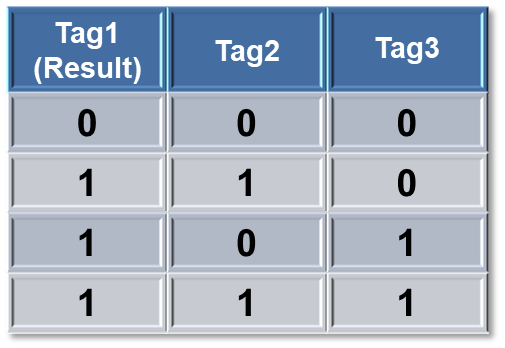 Tag1 (Result) Tag2 Tag3
0 0 0
1 1 0
1 0 1
1 1 1